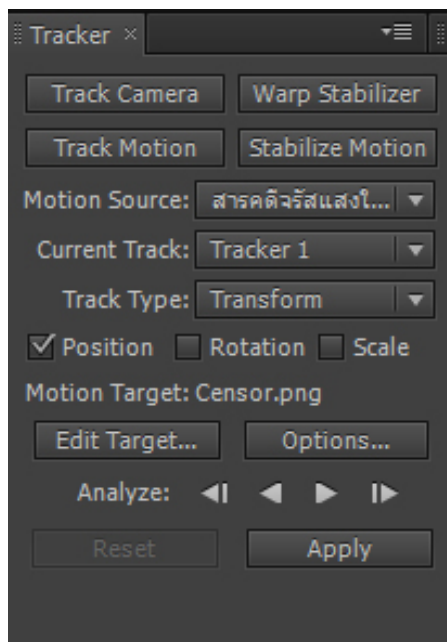 Tracker
Track Camera Warp Stabilizer
Track Motion Stabilize Motion
Motion Source: สารคดีจรัสแสงใ...
Current Track: Tracker 1
Track Type: Transform
Position Rotation Scale
Motion Target: Censor.png
Edit Target... Options...
Analyze:
Reset Apply